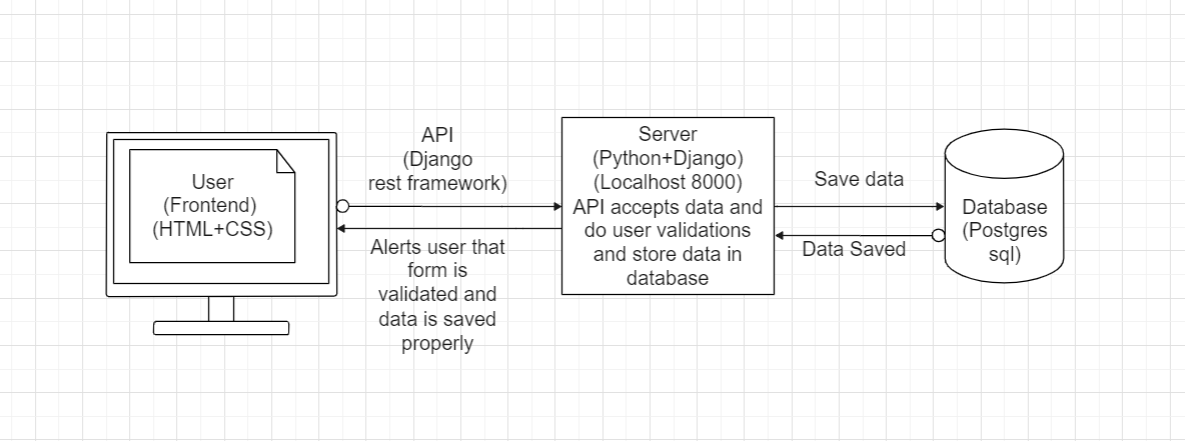 User
(Frontend)
(HTML+CSS)
API
(Django
rest framework)
Alerts user that
form is
validated and
data is saved
properly
Server
(Python+Django)
(Localhost 8000)
API accepts data and
do user validations
and store data in
database
Save data
Data Saved
Database
(Postgres
sql)